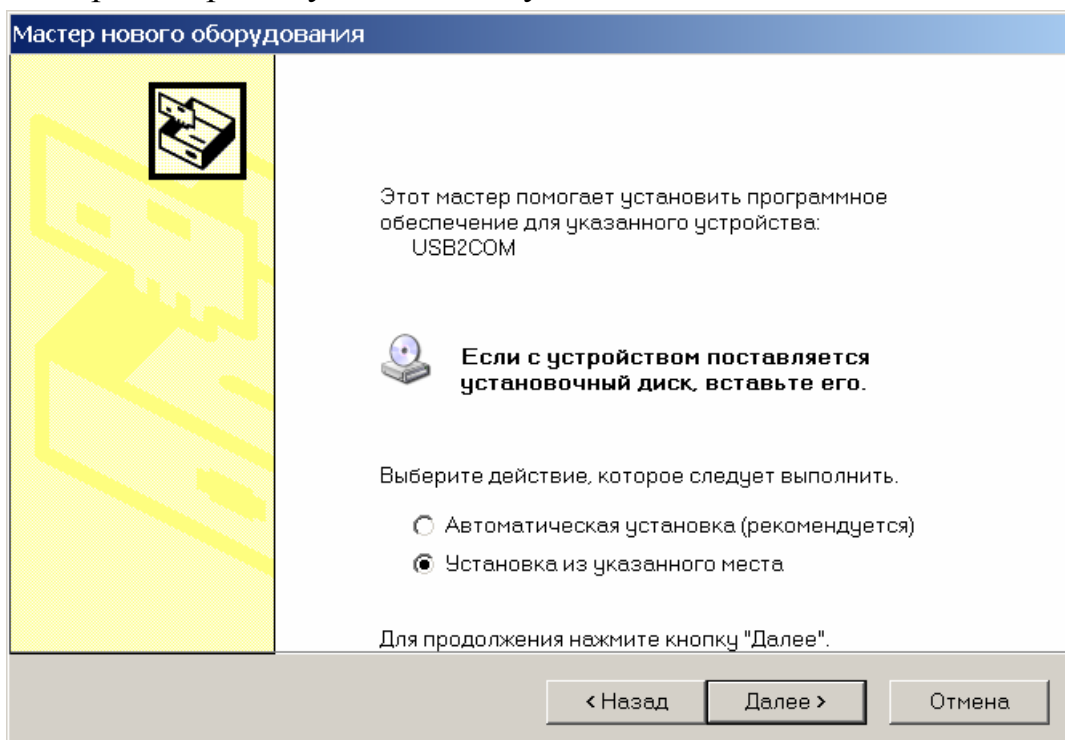 Мастер нового оборудования
Этот мастер помогает установить программное
обеспечение для указанного устройства:
USB2COM
Если с устройством поставляется
установочный диск, вставьте его.
Выберите действие, которое следует выполнить.
Автоматическая установка (рекомендуется)
Установка из указанного места
Для продолжения нажмите кнопку "Далее".
< Назад
Далее >
Отмена